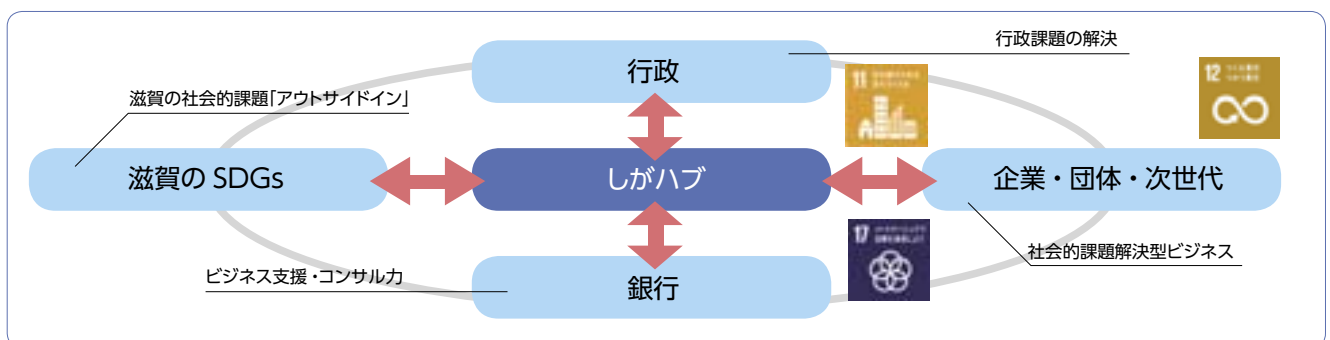 行政課題の解決
行政
11
12
滋賀の社会的課題「アウトサイドイン」
滋賀の SDGs
しがハブ
企業・団体・次世代
17
社会的課題解決型ビジネス
ビジネス支援・コンサル力
銀行